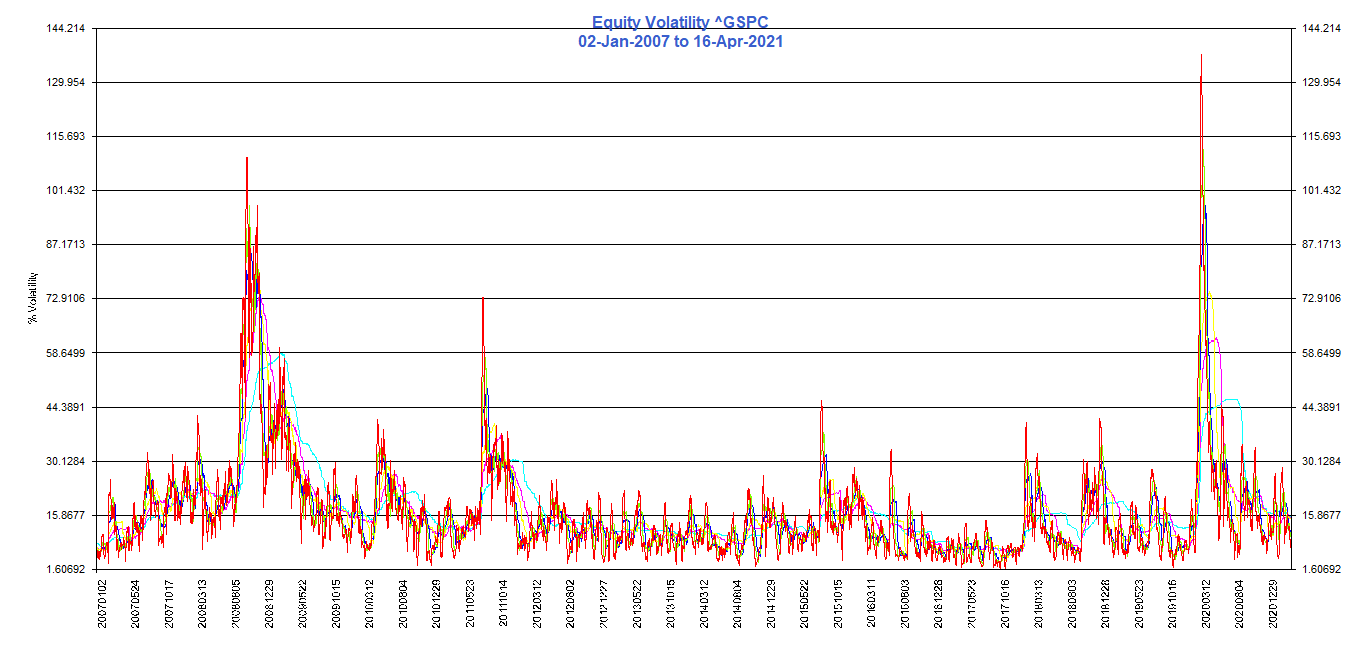 Equity Volatility ^GSPC
02-Jan-2007 to 16-Apr-2021
144.214 144.214
129.954 129.954
115.693 115.693
101.432 101.432
87.1713 87.1713
72.9106 72.9106
58.6499 58.6499
44.3891 44.3891
30.1284 30.1284
15.8677 15.8677
1.60692 1.60692
% Volatility
20070102 20070524 20071017 20080313 20080805 20081229 20090522 20091015 20100312 20100804 20101229 20110523 20111014 20120312 20120802 20121227 20130522 20131015 20140312 20140804 20141229 20150526 20151015 20160311 20160803 20161228 20170523 20171016 20180313 20180803 20181228 20190523 20191016 20200312 20200804 20201229